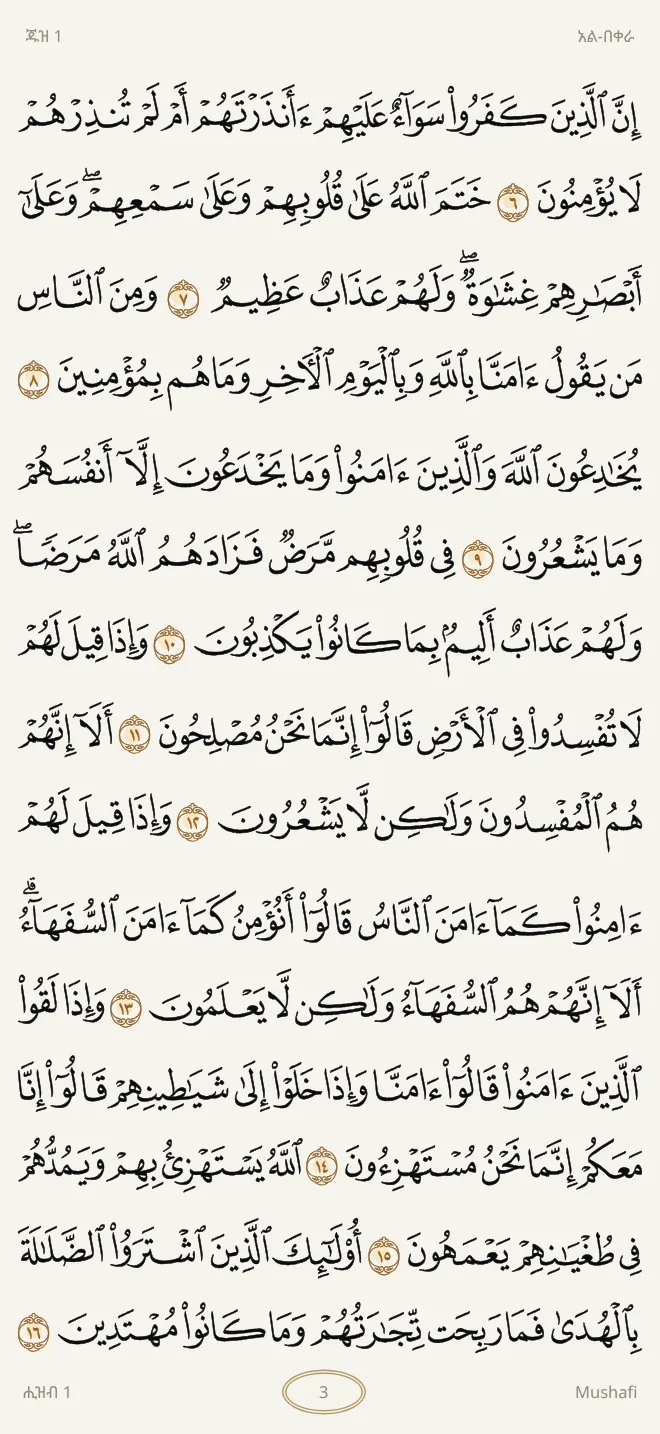 ጁዝ 1
አል-በቀራ
إِنَّ ٱلَّذِينَ كَفَرُوا۟ سَوَآءٌ عَلَيْهِمْ ءَأَنذَرْتَهُمْ أَمْ لَمْ تُنذِرْهُمْ
لَا يُؤْمِنُونَ ٦ خَتَمَ ٱللَّهُ عَلَىٰ قُلُوبِهِمْ وَعَلَىٰ سَمْعِهِمْ ۖ وَعَلَىٰٓ
أَبْصَـٰرِهِمْ غِشَـٰوَةٌ ۖ وَلَهُمْ عَذَابٌ عَظِيمٌ ٧ وَمِنَ ٱلنَّاسِ
مَن يَقُولُ ءَامَنَّا بِٱللَّهِ وَبِٱلْيَوْمِ ٱلْـَٔاخِرِ وَمَا هُم بِمُؤْمِنِينَ ٨
يُخَـٰدِعُونَ ٱللَّهَ وَٱلَّذِينَ ءَامَنُوا۟ وَمَا يَخْدَعُونَ إِلَّآ أَنفُسَهُمْ
وَمَا يَشْعُرُونَ ٩ فِى قُلُوبِهِم مَّرَضٌ فَزَادَهُمُ ٱللَّهُ مَرَضًا ۖ
وَلَهُمْ عَذَابٌ أَلِيمٌۢ بِمَا كَانُوا۟ يَكْذِبُونَ ١٠ وَإِذَا قِيلَ لَهُمْ
لَا تُفْسِدُوا۟ فِى ٱلْأَرْضِ قَالُوٓا۟ إِنَّمَا نَحْنُ مُصْلِحُونَ ١١ أَلَآ إِنَّهُمْ
هُمُ ٱلْمُفْسِدُونَ وَلَـٰكِن لَّا يَشْعُرُونَ ١٢ وَإِذَا قِيلَ لَهُمْ
ءَامِنُوا۟ كَمَآ ءَامَنَ ٱلنَّاسُ قَالُوٓا۟ أَنُؤْمِنُ كَمَآ ءَامَنَ ٱلسُّفَهَآءُ ۗ
أَلَآ إِنَّهُمْ هُمُ ٱلسُّفَهَآءُ وَلَـٰكِن لَّا يَعْلَمُونَ ١٣ وَإِذَا لَقُوا۟
ٱلَّذِينَ ءَامَنُوا۟ قَالُوٓا۟ ءَامَنَّا وَإِذَا خَلَوْا۟ إِلَىٰ شَيَـٰطِينِهِمْ قَالُوٓا۟ إِنَّا
مَعَكُمْ إِنَّمَا نَحْنُ مُسْتَهْزِءُونَ ١٤ ٱللَّهُ يَسْتَهْزِئُ بِهِمْ وَيَمُدُّهُمْ
فِى طُغْيَـٰنِهِمْ يَعْمَهُونَ ١٥ أُو۟لَـٰٓئِكَ ٱلَّذِينَ ٱشْتَرَوُا۟ ٱلضَّلَـٰلَةَ
بِٱلْهُدَىٰ فَمَا رَبِحَت تِّجَـٰرَتُهُمْ وَمَا كَانُوا۟ مُهْتَدِينَ ١٦
ሒዝብ 1
3
Mushafi